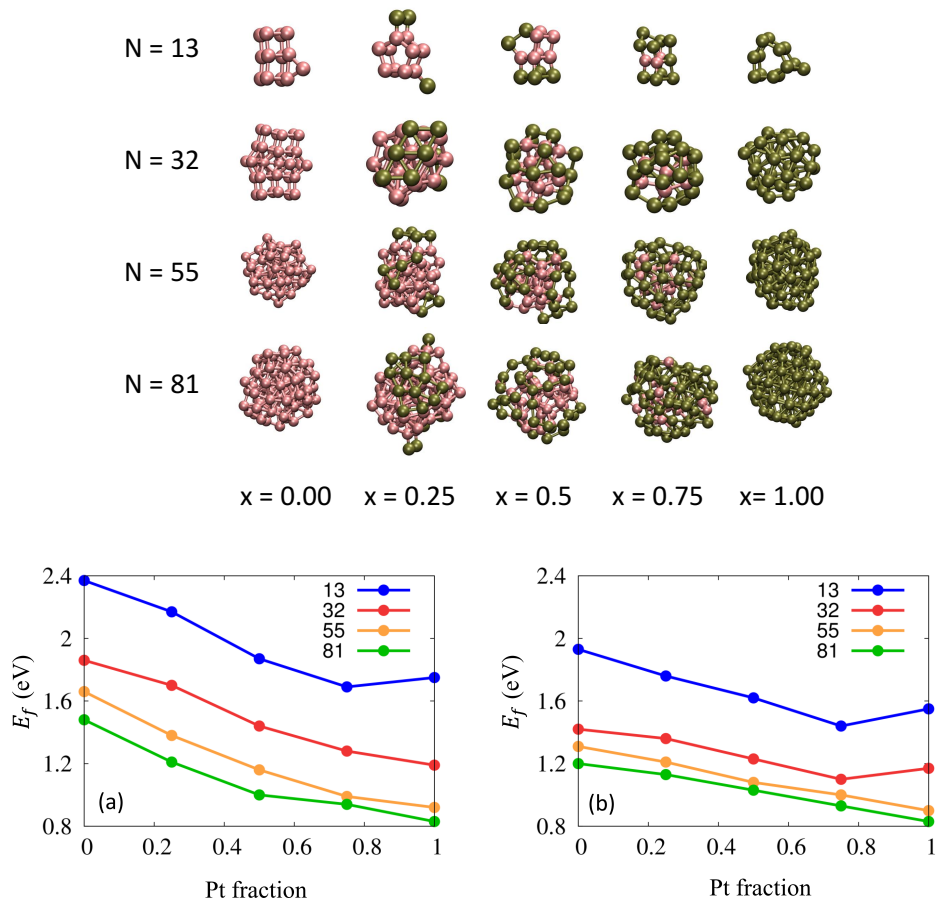 N = 13
N = 32
N = 55
N = 81
x = 0.00 x = 0.25 x = 0.5 x = 0.75 x= 1.00
2.4
2
1.6
1.2
0.8
E_f (eV)
13
32
55
81
(a)
0 0.2 0.4 0.6 0.8 1
Pt fraction
2.4
2
1.6
1.2
0.8
E_f (eV)
13
32
55
81
(b)
0 0.2 0.4 0.6 0.8 1
Pt fraction